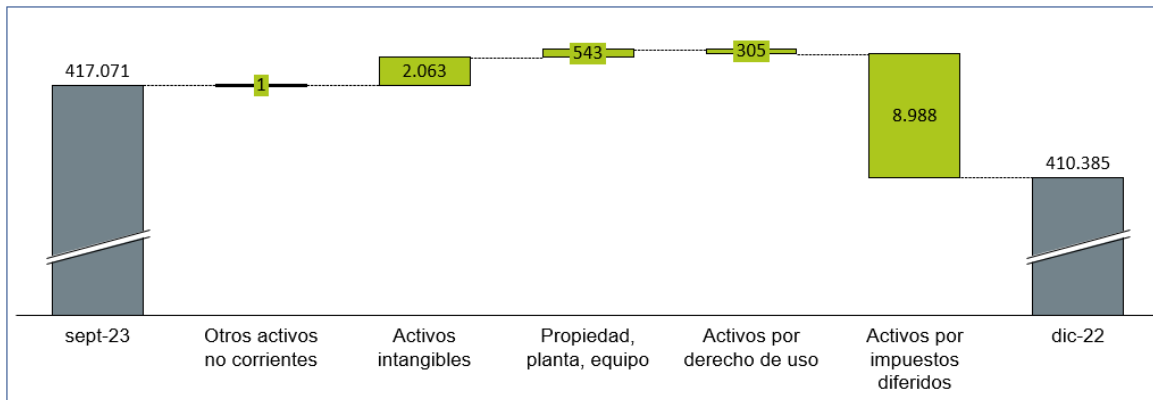 417.071
1
2.063
543
305
8.988
410.385
sept-23
Otros activos
no corrientes
Activos
intangibles
Propiedad,
planta, equipo
Activos por
derecho de uso
Activos por
impuestos
diferidos
dic-22